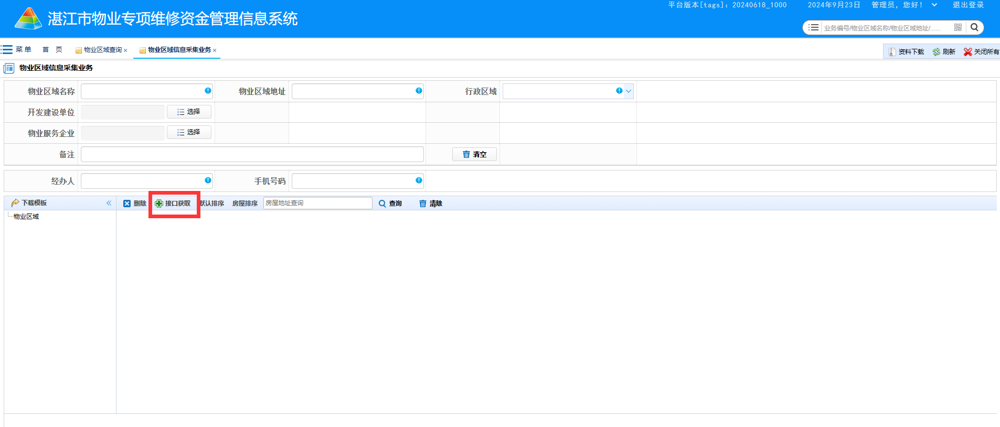 平台版本[tags]: 20240618_1000 2024年9月23日 管理员，您好！ 退出登录
湛江市物业专项维修资金管理信息系统
业务编号/物业区域名称/物业区域地址/......
菜单 首 页 物业区域查询 × 物业区域信息采集业务 × 资料下载 刷新 关闭所有
物业区域信息采集业务
物业区域名称 物业区域地址 行政区域
开发建设单位 选择
物业服务企业 选择
备注 清空
经办人 手机号码
下载模板 删除 接口获取 默认排序 房屋排序 房屋地址查询 查询 清除
物业区域